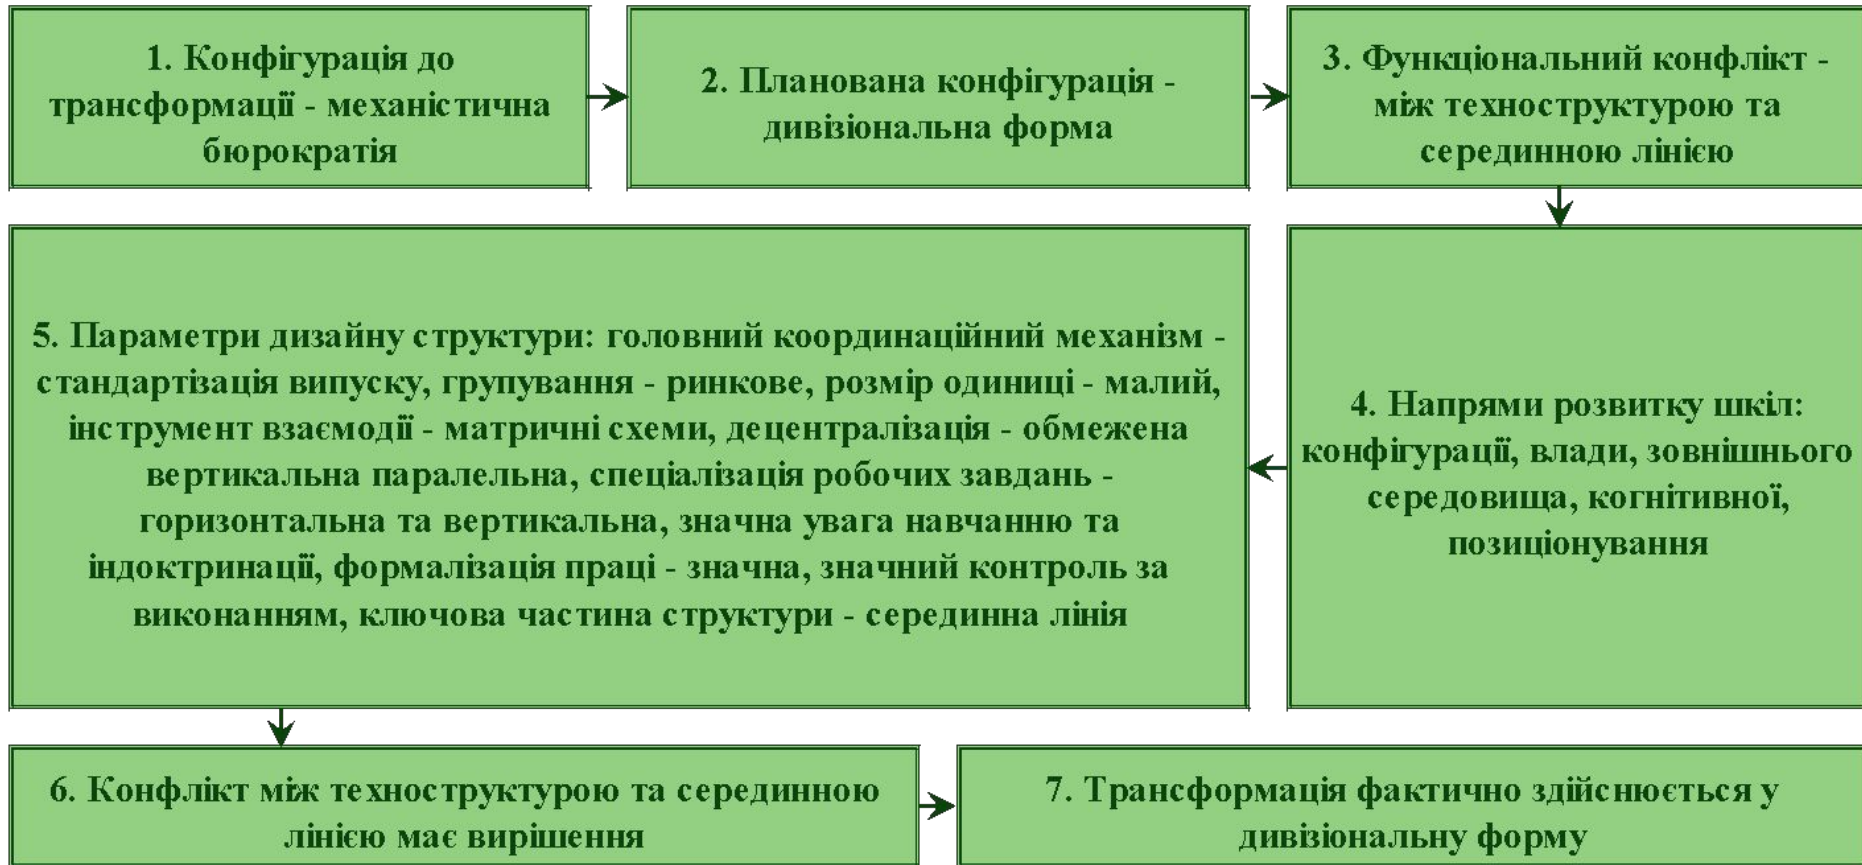 1. Конфігурація до
трансформації - механістична
бюрократія
2. Планована конфігурація -
дивізіональна форма
3. Функціональний конфлікт -
між техноструктурою та
серединною лінією
4. Напрями розвитку шкіл:
конфігурації, влади, зовнішнього
середовища, когнітивної,
позиціонування
5. Параметри дизайну структури: головний координаційний механізм -
стандартізація випуску, групування - ринкове, розмір одиниці - малий,
інструмент взаємодії - матричні схеми, децентралізація - обмежена
вертикальна паралельна, спеціалізація робочих завдань -
горизонтальна та вертикальна, значна увага навчанню та
індоктринації, формалізація праці - значна, значний контроль за
виконанням, ключова частина структури - серединна лінія
6. Конфлікт між техноструктурою та серединною
лінією має вирішення
7. Трансформація фактично здійснюється у
дивізіональну форму